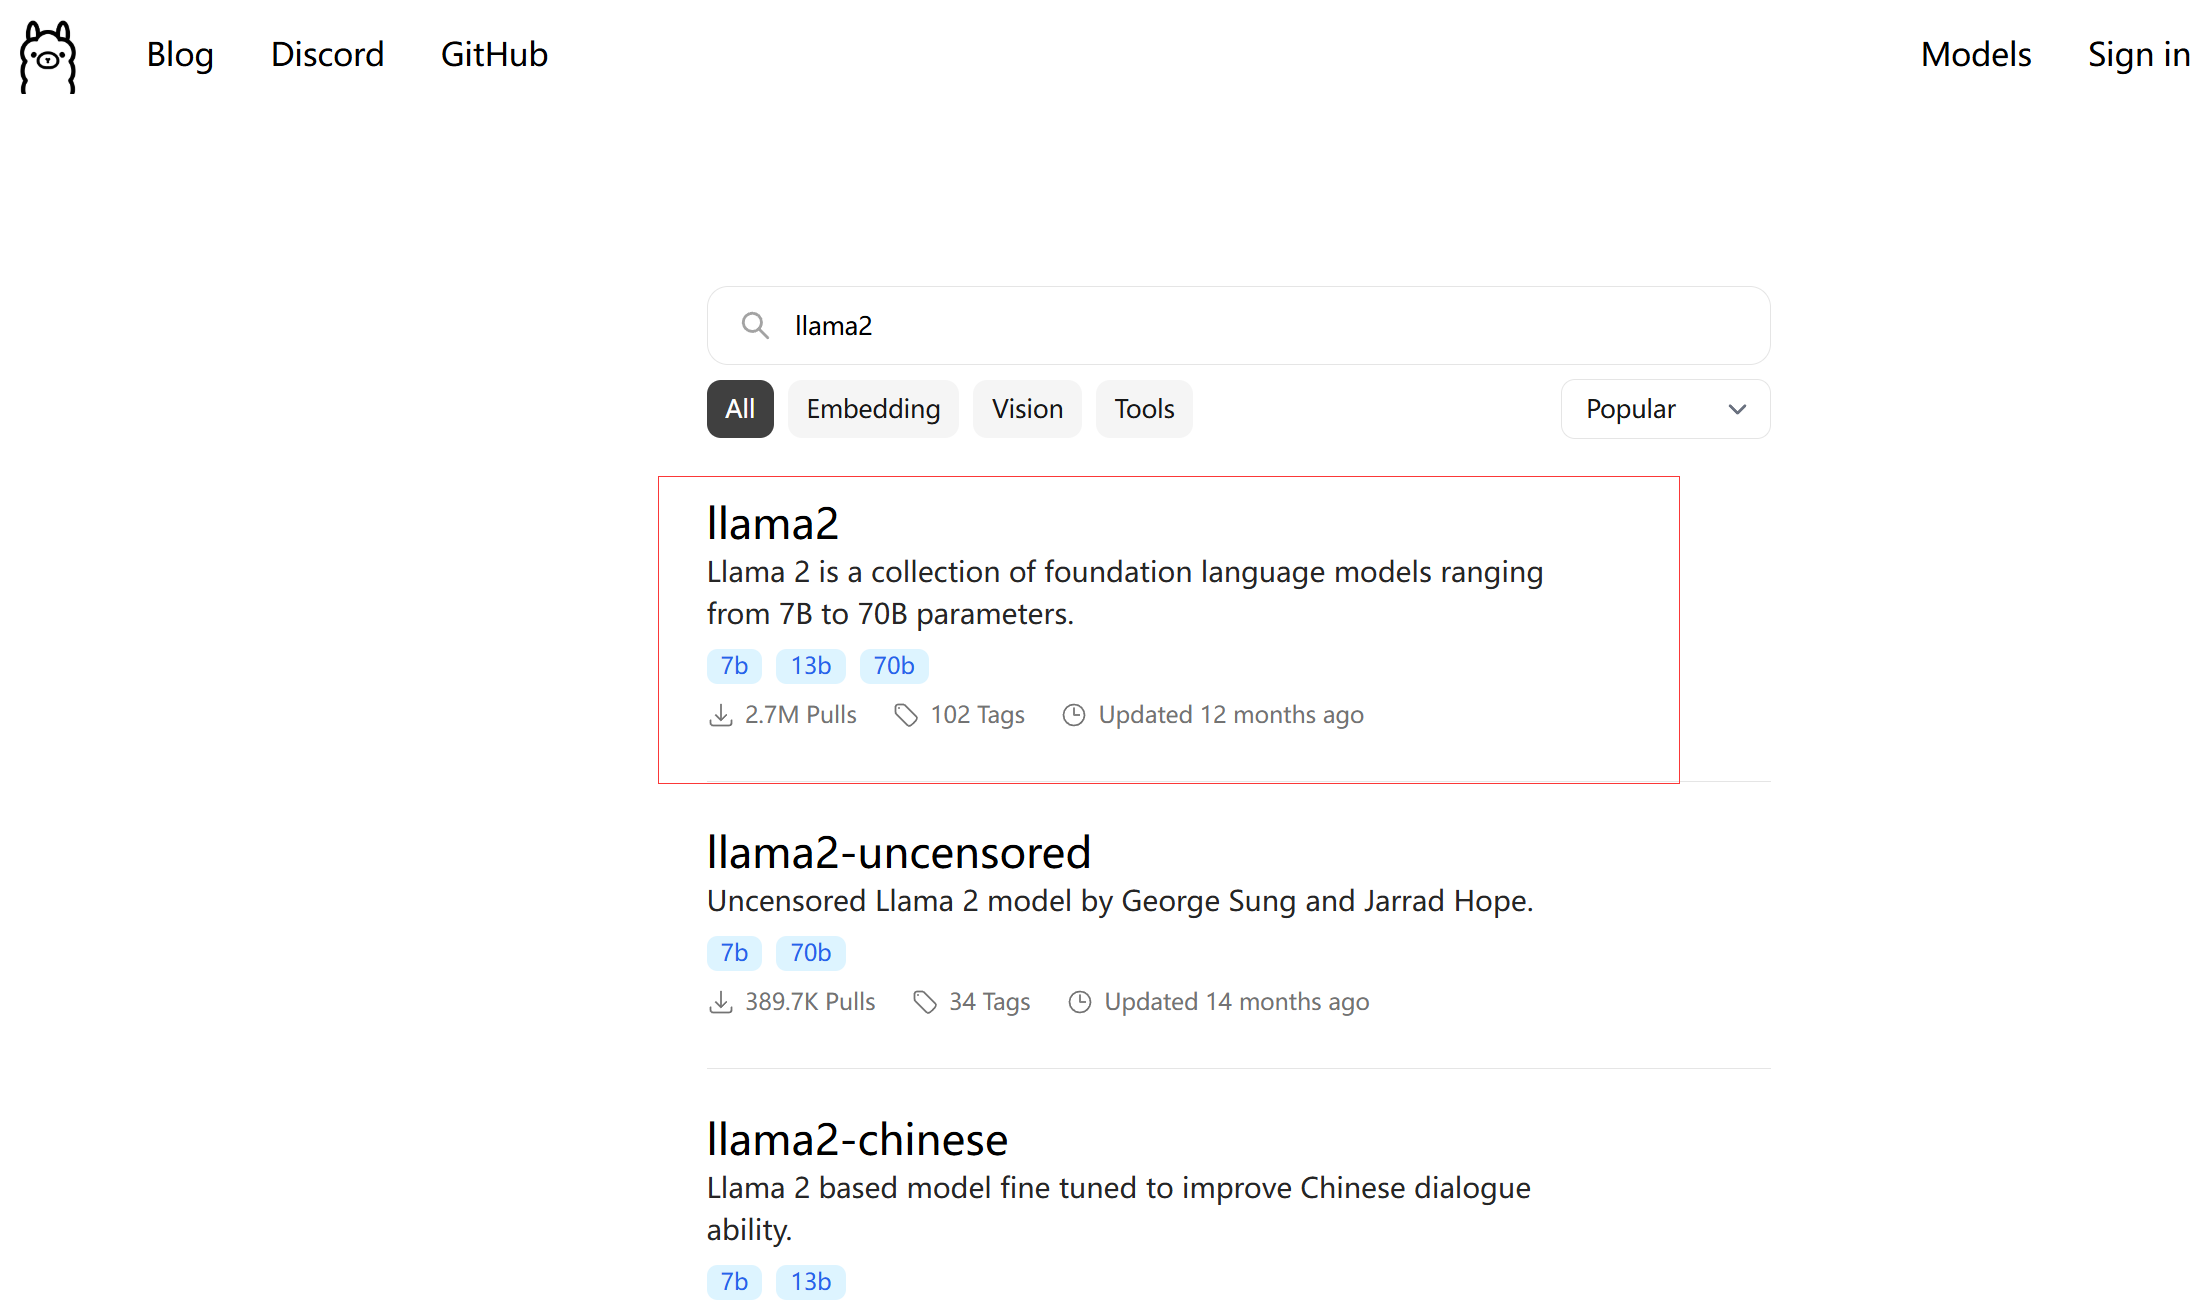 Blog Discord GitHub Models Sign in
llama2
All Embedding Vision Tools Popular
llama2
Llama 2 is a collection of foundation language models ranging
from 7B to 70B parameters.
7b 13b 70b
2.7M Pulls 102 Tags Updated 12 months ago
llama2-uncensored
Uncensored Llama 2 model by George Sung and Jarrad Hope.
7b 70b
389.7K Pulls 34 Tags Updated 14 months ago
llama2-chinese
Llama 2 based model fine tuned to improve Chinese dialogue
ability.
7b 13b